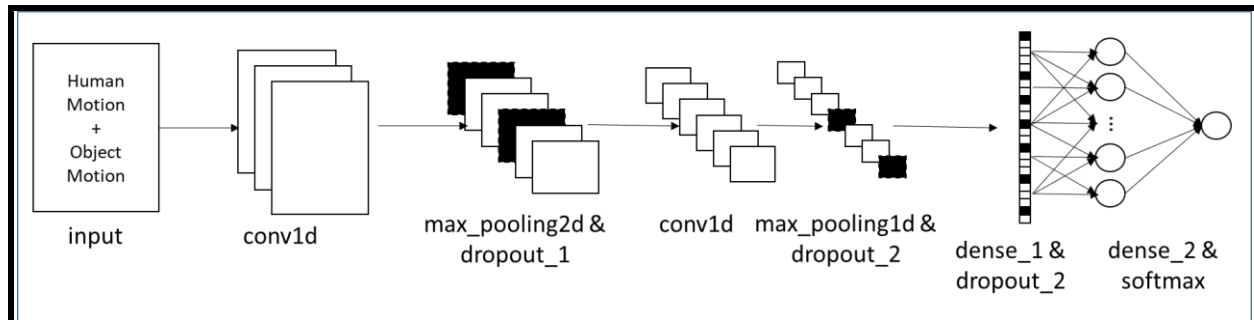 Human
Motion
+
Object
Motion
input
conv1d
max_pooling2d &
dropout_1
conv1d
max_pooling1d &
dropout_2
dense_1 &
dropout_2
...
dense_2 &
softmax